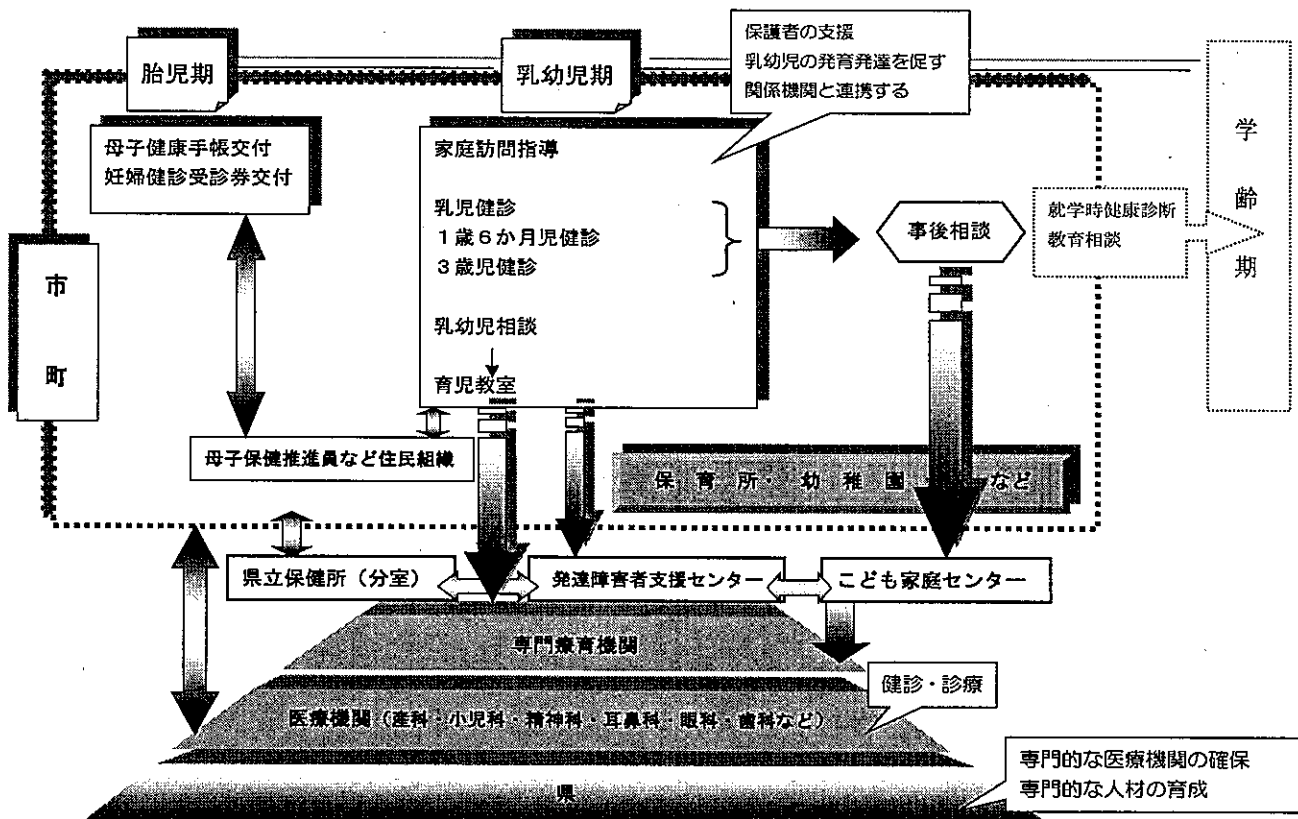 胎児期
乳幼児期
保護者の支援
乳幼児の発育発達を促す
関係機関と連携する
学齢期
母子健康手帳交付
妊婦健診受診券交付
家庭訪問指導
乳児健診
1歳6か月児健診
3歳児健診
乳幼児相談
育児教室
事後相談
就学時健康診断
教育相談
市町
母子保健推進員など住民組織
保育所・幼稚園 など
県立保健所(分室)
発達障害者支援センター
こども家庭センター
専門療育機関
健診・診療
医療機関(産科・小児科・精神科・耳鼻科・眼科・歯科など)
専門的な医療機関の確保
専門的な人材の育成
県